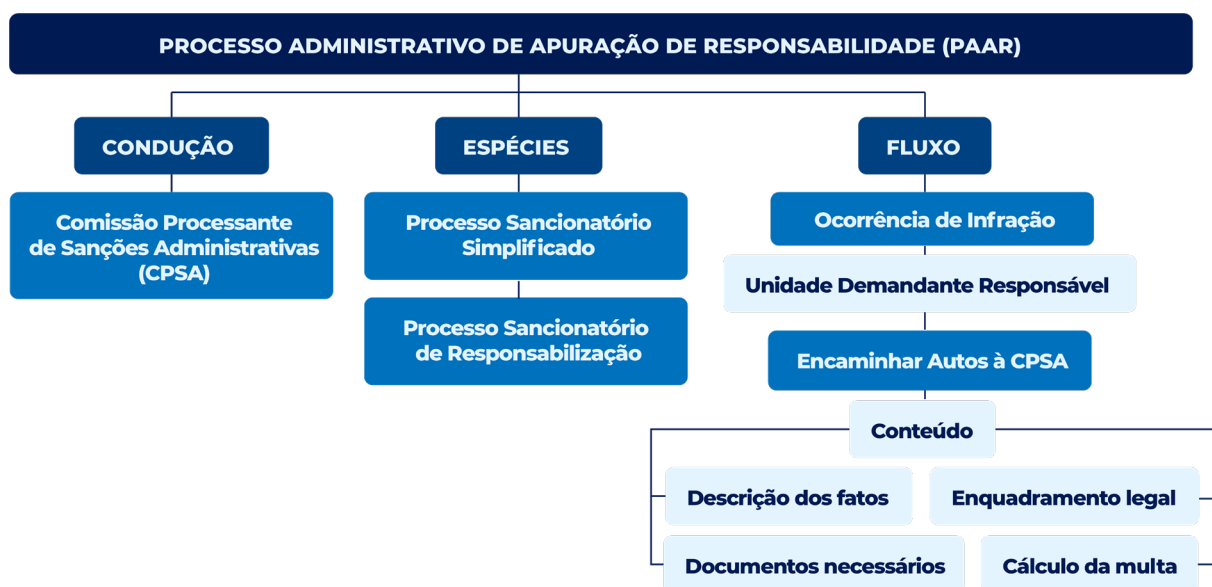 PROCESSO ADMINISTRATIVO DE APURAÇÃO DE RESPONSABILIDADE (PAAR)
CONDUÇÃO
Comissão Processante
de Sanções Administrativas
(CPSA)
ESPÉCIES
Processo Sancionatório
Simplificado
Processo Sancionatório
de Responsabilização
FLUXO
Ocorrência de Infração
Unidade Demandante Responsável
Encaminhar Autos à CPSA
Conteúdo
Descrição dos fatos
Enquadramento legal
Documentos necessários
Cálculo da multa